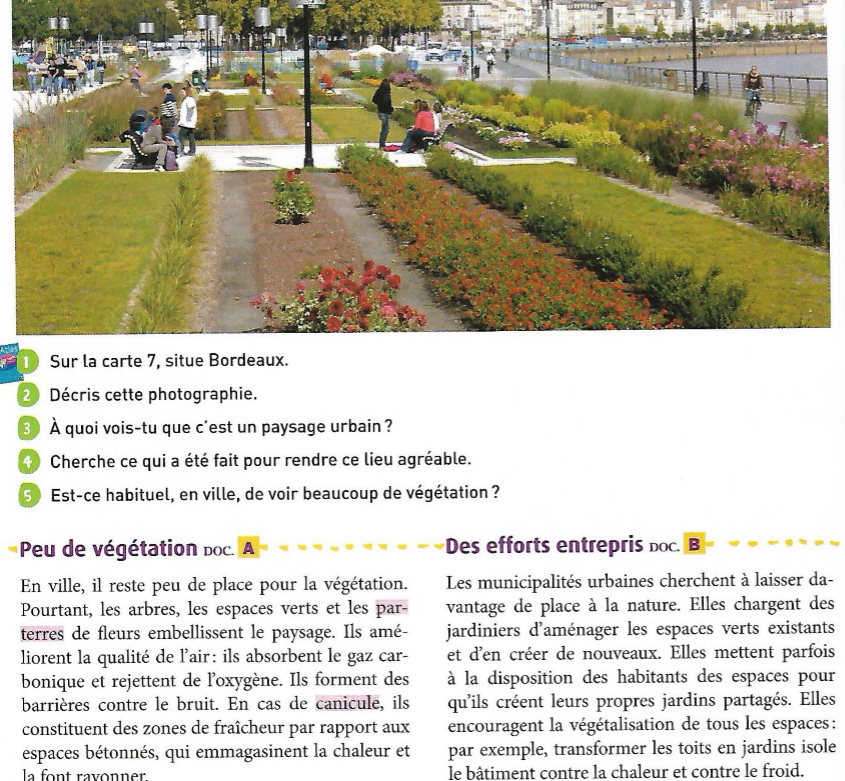 Atlas
1 Sur la carte 7, situe Bordeaux.
2 Décris cette photographie.
3 À quoi vois-tu que c'est un paysage urbain ?
4 Cherche ce qui a été fait pour rendre ce lieu agréable.
5 Est-ce habituel, en ville, de voir beaucoup de végétation ?
Peu de végétation DOC. A
En ville, il reste peu de place pour la végétation.
Pourtant, les arbres, les espaces verts et les par-
terres de fleurs embellissent le paysage. Ils amé-
liorent la qualité de l'air : ils absorbent le gaz car-
bonique et rejettent de l'oxygène. Ils forment des
barrières contre le bruit. En cas de canicule, ils
constituent des zones de fraîcheur par rapport aux
espaces bétonnés, qui emmagasinent la chaleur et
la font rayonner.
Des efforts entrepris DOC. B
Les municipalités urbaines cherchent à laisser da-
vantage de place à la nature. Elles chargent des
jardiniers d'aménager les espaces verts existants
et d'en créer de nouveaux. Elles mettent parfois
à la disposition des habitants des espaces pour
qu'ils créent leurs propres jardins partagés. Elles
encouragent la végétalisation de tous les espaces :
par exemple, transformer les toits en jardins isole
le bâtiment contre la chaleur et contre le froid.